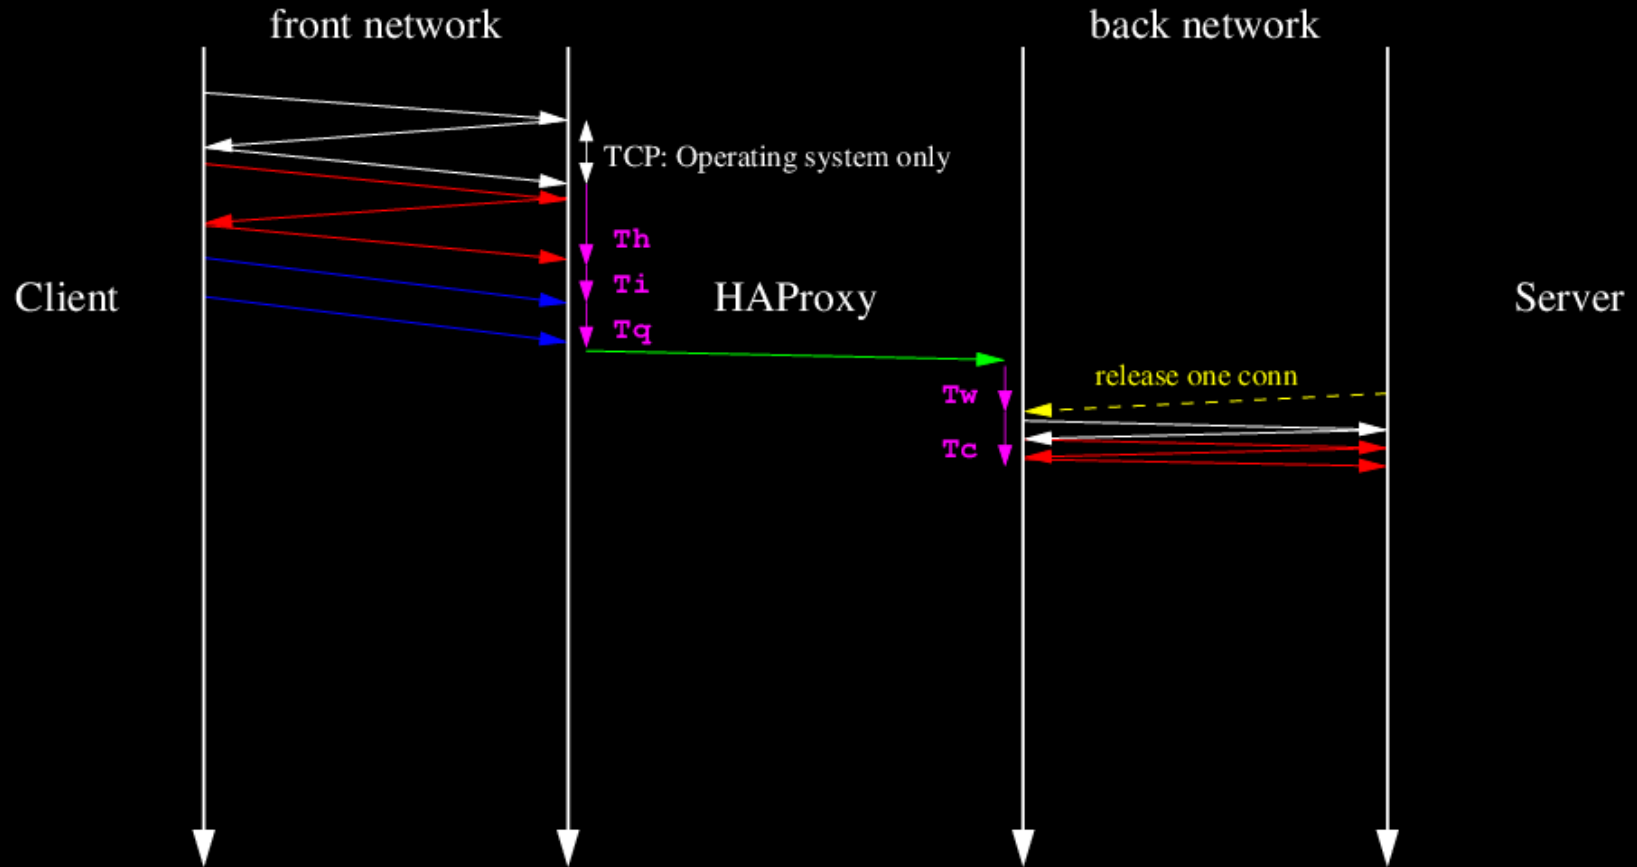 front network
back network
TCP: Operating system only
Th
Ti
Client
HAProxy
Server
Tq
release one conn
Tw
Tc